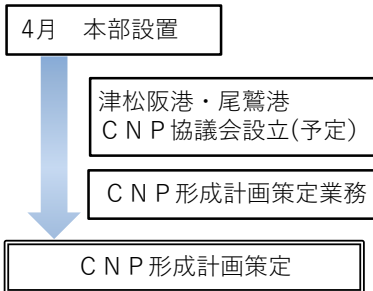 4月　本部設置
津松阪港・尾鷲港
ＣＮＰ協議会設立(予定)
ＣＮＰ形成計画策定業務
ＣＮＰ形成計画策定